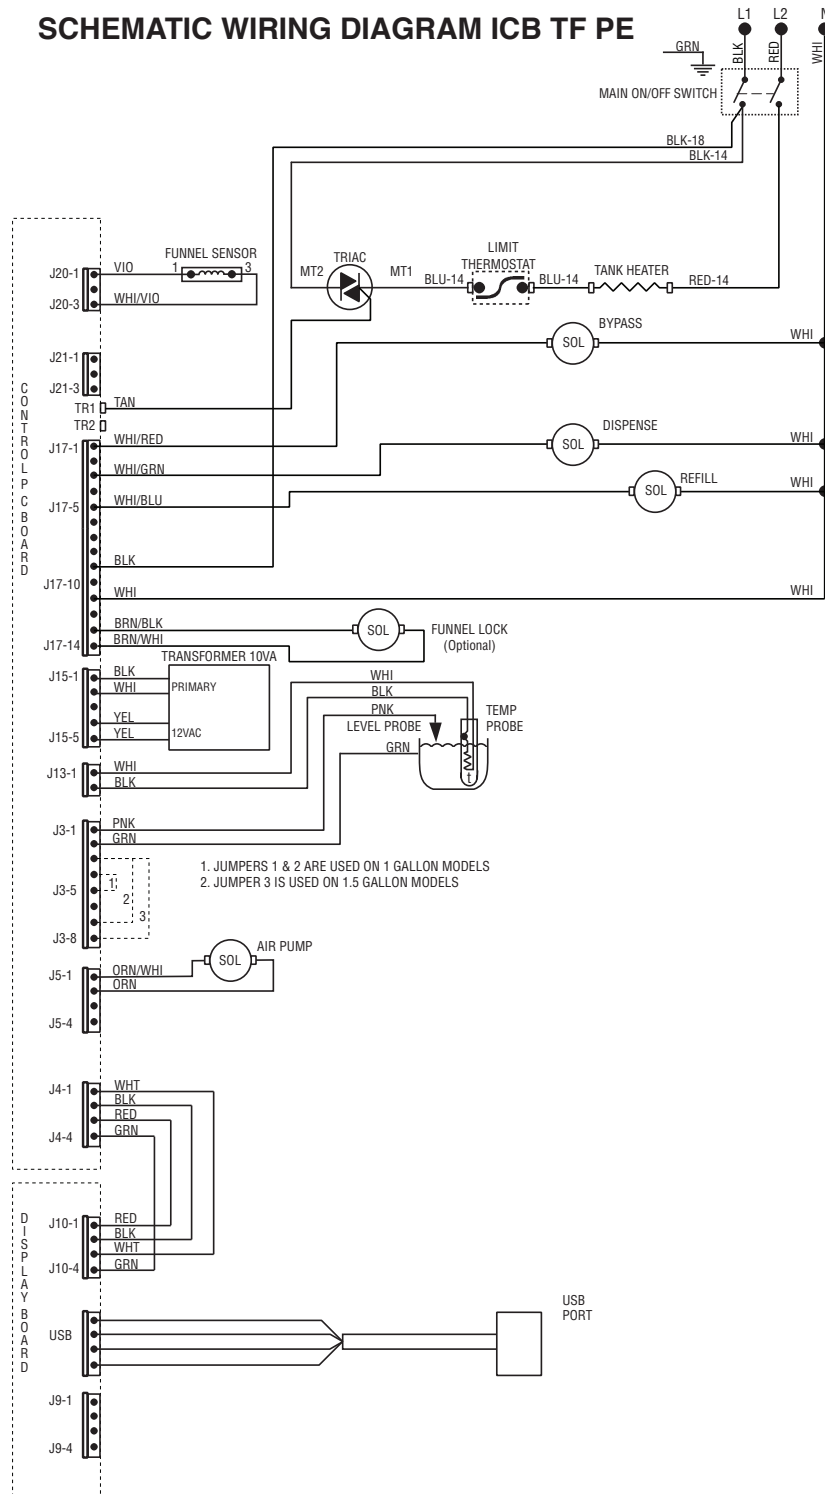 SCHEMATIC WIRING DIAGRAM ICB TF PE
L1
L2
N
GRN
BLK
RED
WHI
MAIN ON/OFF SWITCH
BLK-18
BLK-14
CONTROL PC BOARD
J20-1
VIO
FUNNEL SENSOR
1
3
J20-3
WHI/VIO
TRIAC
MT2
MT1
LIMIT
THERMOSTAT
BLU-14
BLU-14
TANK HEATER
RED-14
BYPASS
SOL
WHI
J21-1
J21-3
TR1
TAN
TR2
J17-1
WHI/RED
DISPENSE
SOL
WHI
WHI/GRN
REFILL
SOL
WHI
J17-5
WHI/BLU
BLK
J17-10
WHI
WHI
BRN/BLK
SOL
FUNNEL LOCK
(Optional)
J17-14
BRN/WHI
TRANSFORMER 10VA
J15-1
BLK
WHI
PRIMARY
YEL
12VAC
J15-5
YEL
WHI
BLK
PNK
LEVEL PROBE
TEMP
PROBE
GRN
t
J13-1
WHI
BLK
J3-1
PNK
GRN
1. JUMPERS 1 & 2 ARE USED ON 1 GALLON MODELS
2. JUMPER 3 IS USED ON 1.5 GALLON MODELS
J3-5
1
2
3
J3-8
AIR PUMP
SOL
J5-1
ORN/WHI
ORN
J5-4
J4-1
WHT
BLK
RED
J4-4
GRN
DISPLAY BOARD
J10-1
RED
BLK
WHT
J10-4
GRN
USB
USB
PORT
J9-1
J9-4